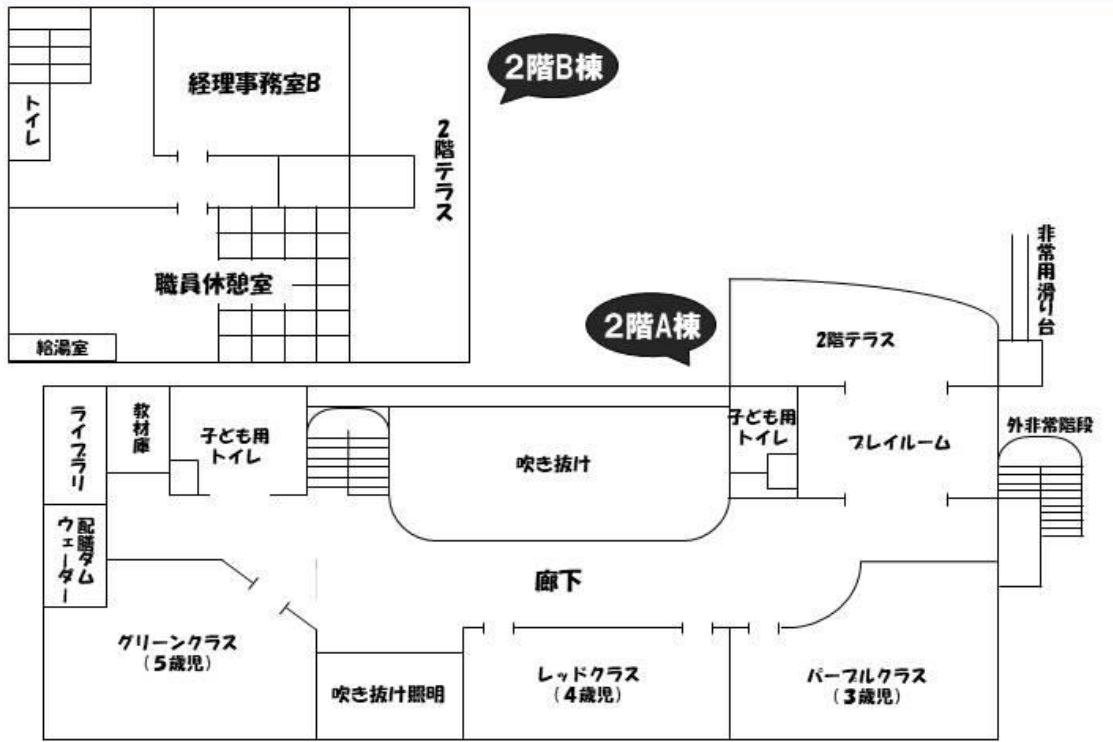 2階B棟
経理事務室B
トイレ
2階テラス
職員休憩室
給湯室
2階A棟
非常用滑り台
2階テラス
ライブラリ
教材庫
子ども用
トイレ
吹き抜け
子ども用
トイレ
プレイルーム
外非常階段
配膳ダム
ウェーダー
廊下
グリーンクラス
(5歳児)
吹き抜け照明
レッドクラス
(4歳児)
パープルクラス
(3歳児)